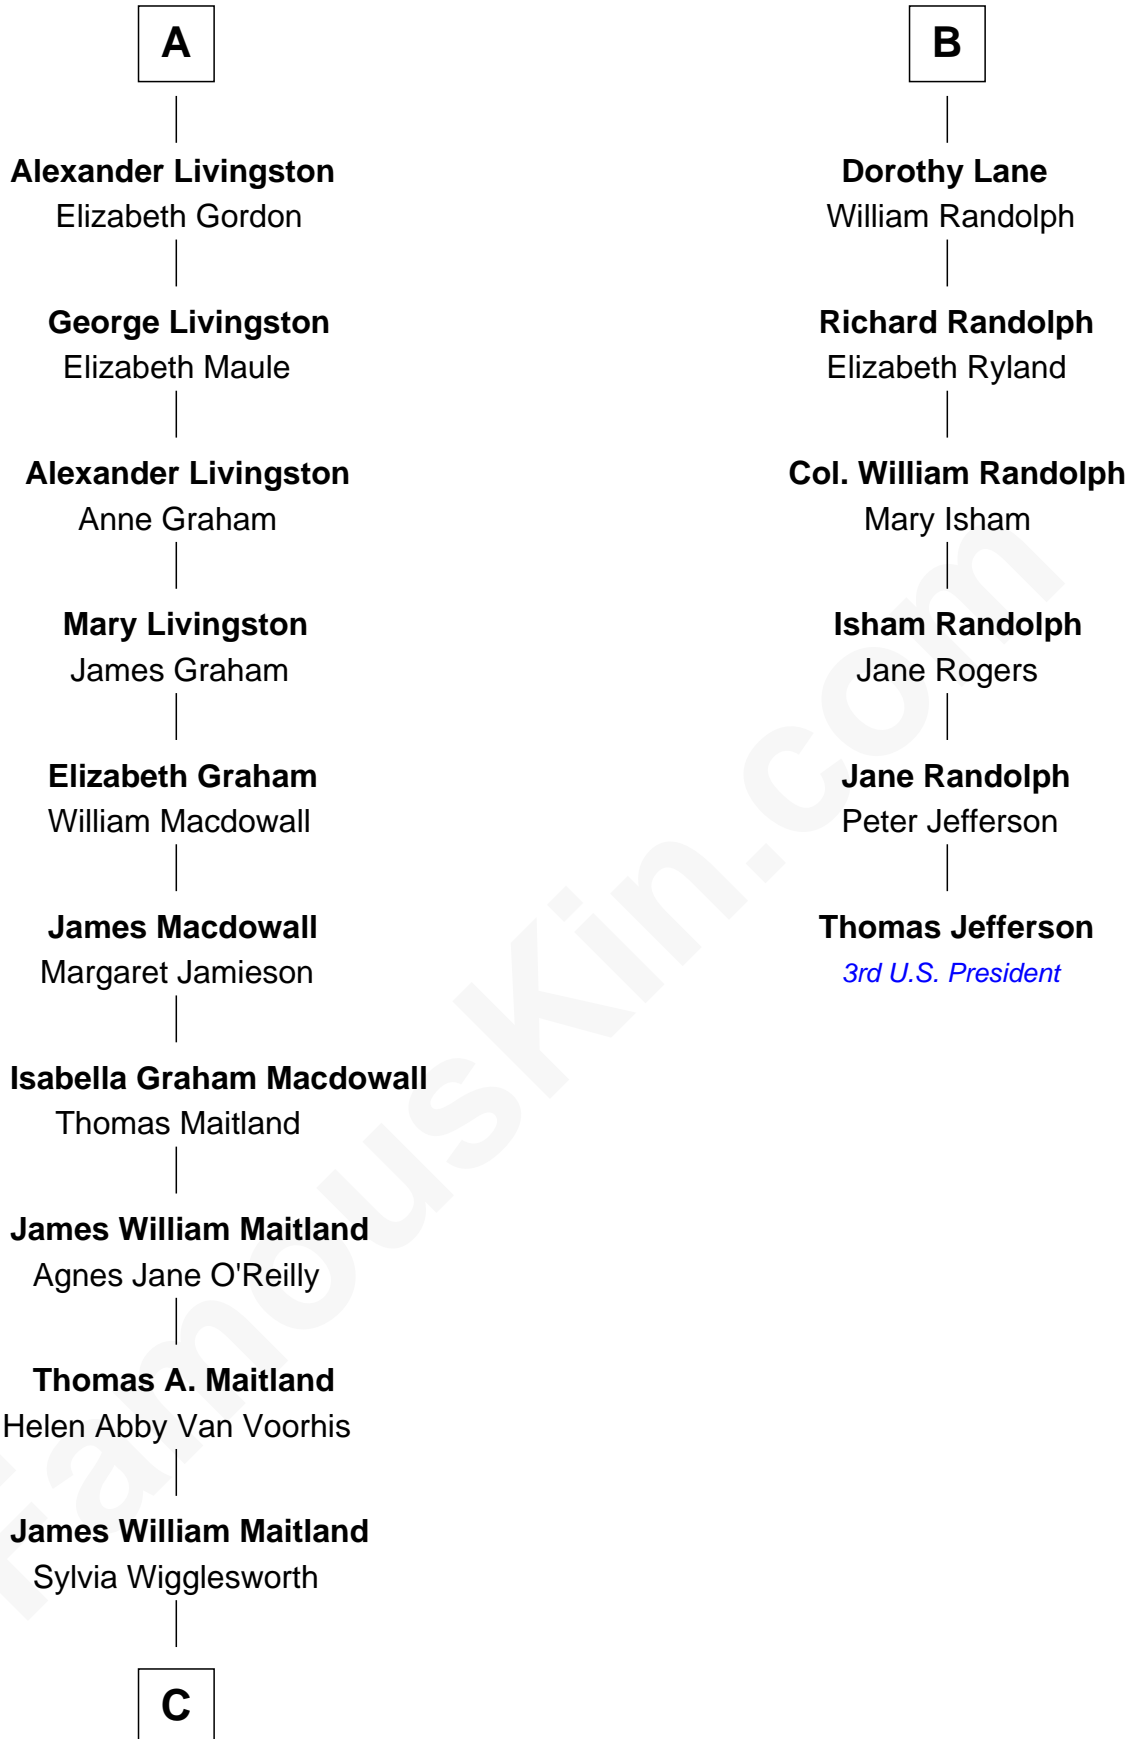 A
Alexander Livingston
Elizabeth Gordon
George Livingston
Elizabeth Maule
Alexander Livingston
Anne Graham
Mary Livingston
James Graham
Elizabeth Graham
William Macdowall
James Macdowall
Margaret Jamieson
Isabella Graham Macdowall
Thomas Maitland
James William Maitland
Agnes Jane O'Reilly
Thomas A. Maitland
Helen Abby Van Voorhis
James William Maitland
Sylvia Wigglesworth
C
B
Dorothy Lane
William Randolph
Richard Randolph
Elizabeth Ryland
Col. William Randolph
Mary Isham
Isham Randolph
Jane Rogers
Jane Randolph
Peter Jefferson
Thomas Jefferson
3rd U.S. President
FamousKin.com